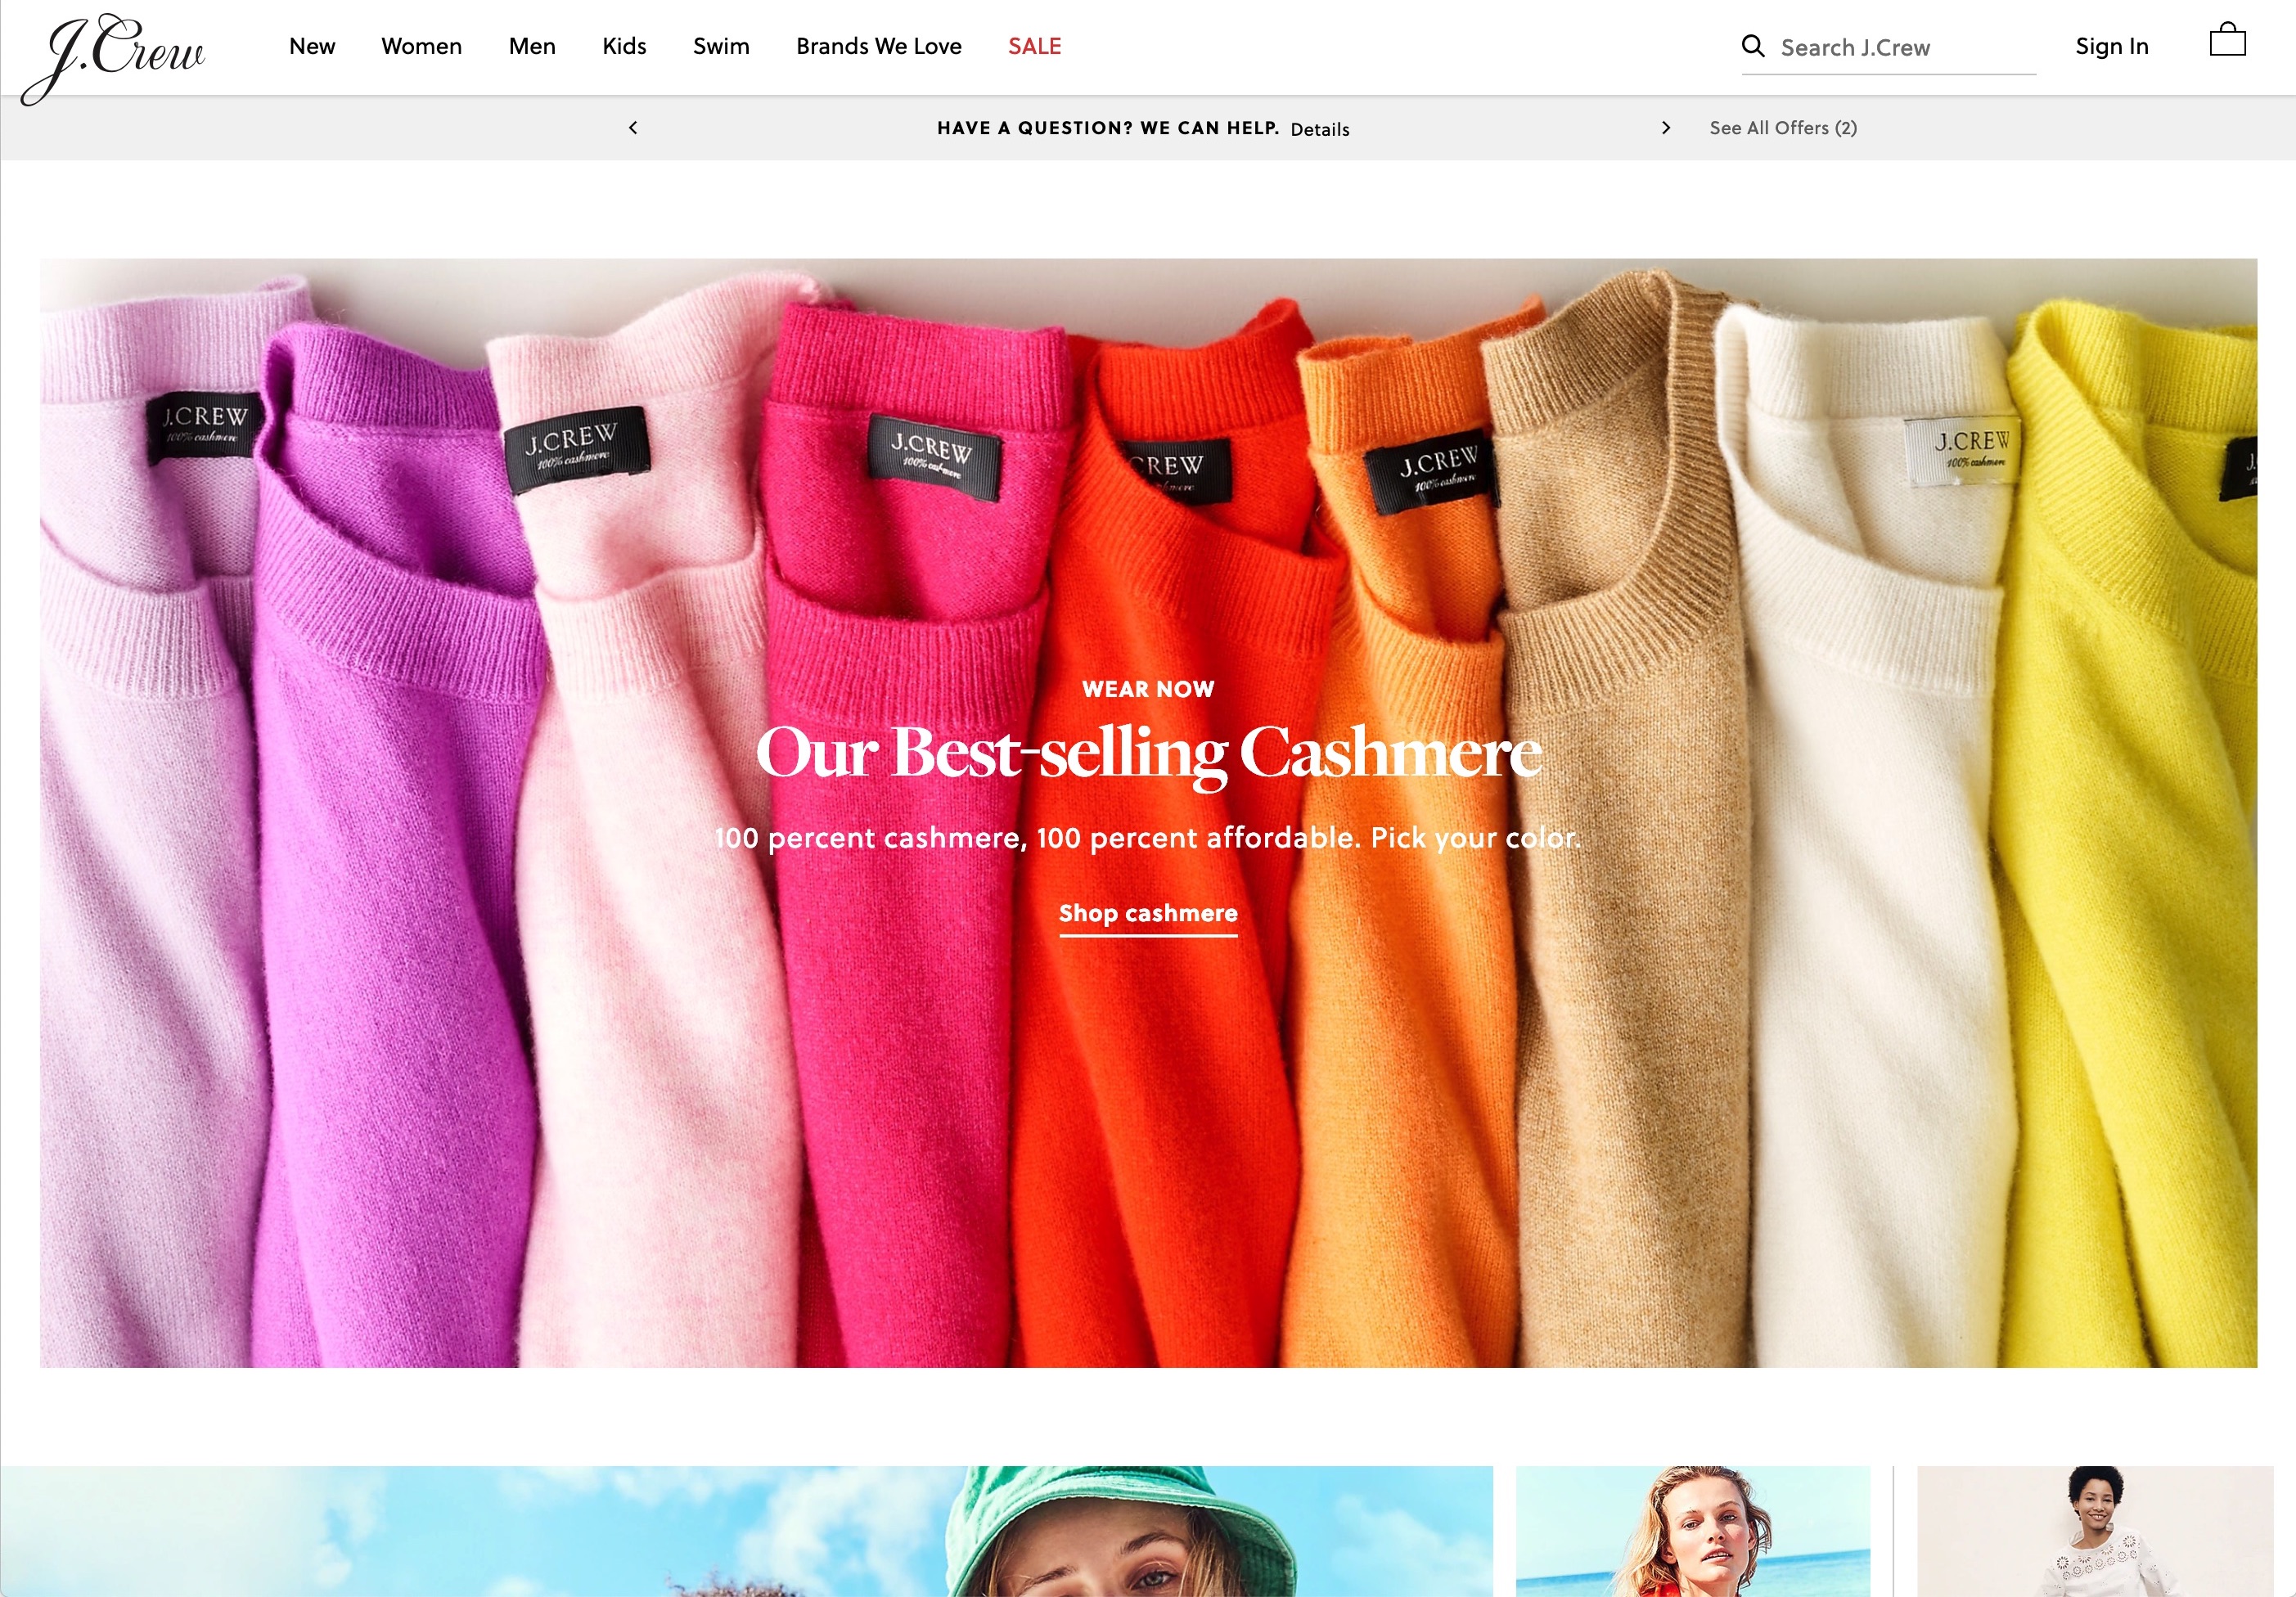 J.Crew
New Women Men Kids Swim Brands We Love SALE
Search J.Crew
Sign In
HAVE A QUESTION? WE CAN HELP. Details
See All Offers (2)
J.CREW
100% cashmere
J.CREW
100% cashmere
J.CREW
100% cashmere
CREW
J.CREW
100% cashmere
J.CREW
100% cashmere
J.
WEAR NOW
Our Best-selling Cashmere
100 percent cashmere, 100 percent affordable. Pick your color.
Shop cashmere